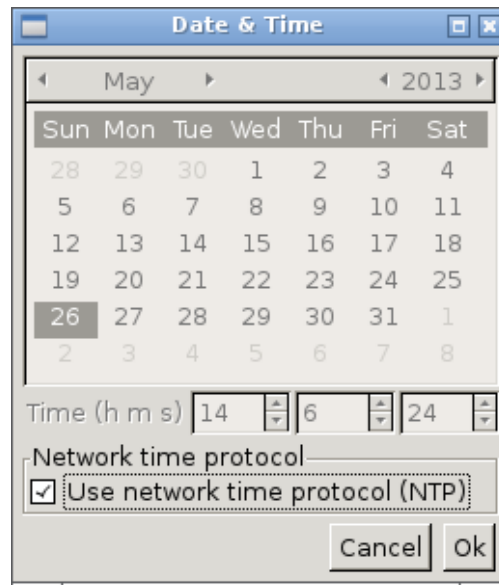 Date & Time
May 2013
Sun Mon Tue Wed Thu Fri Sat
28 29 30 1 2 3 4
5 6 7 8 9 10 11
12 13 14 15 16 17 18
19 20 21 22 23 24 25
26 27 28 29 30 31 1
2 3 4 5 6 7 8
Time (h m s) 14 6 24
Network time protocol
Use network time protocol (NTP)
Cancel Ok